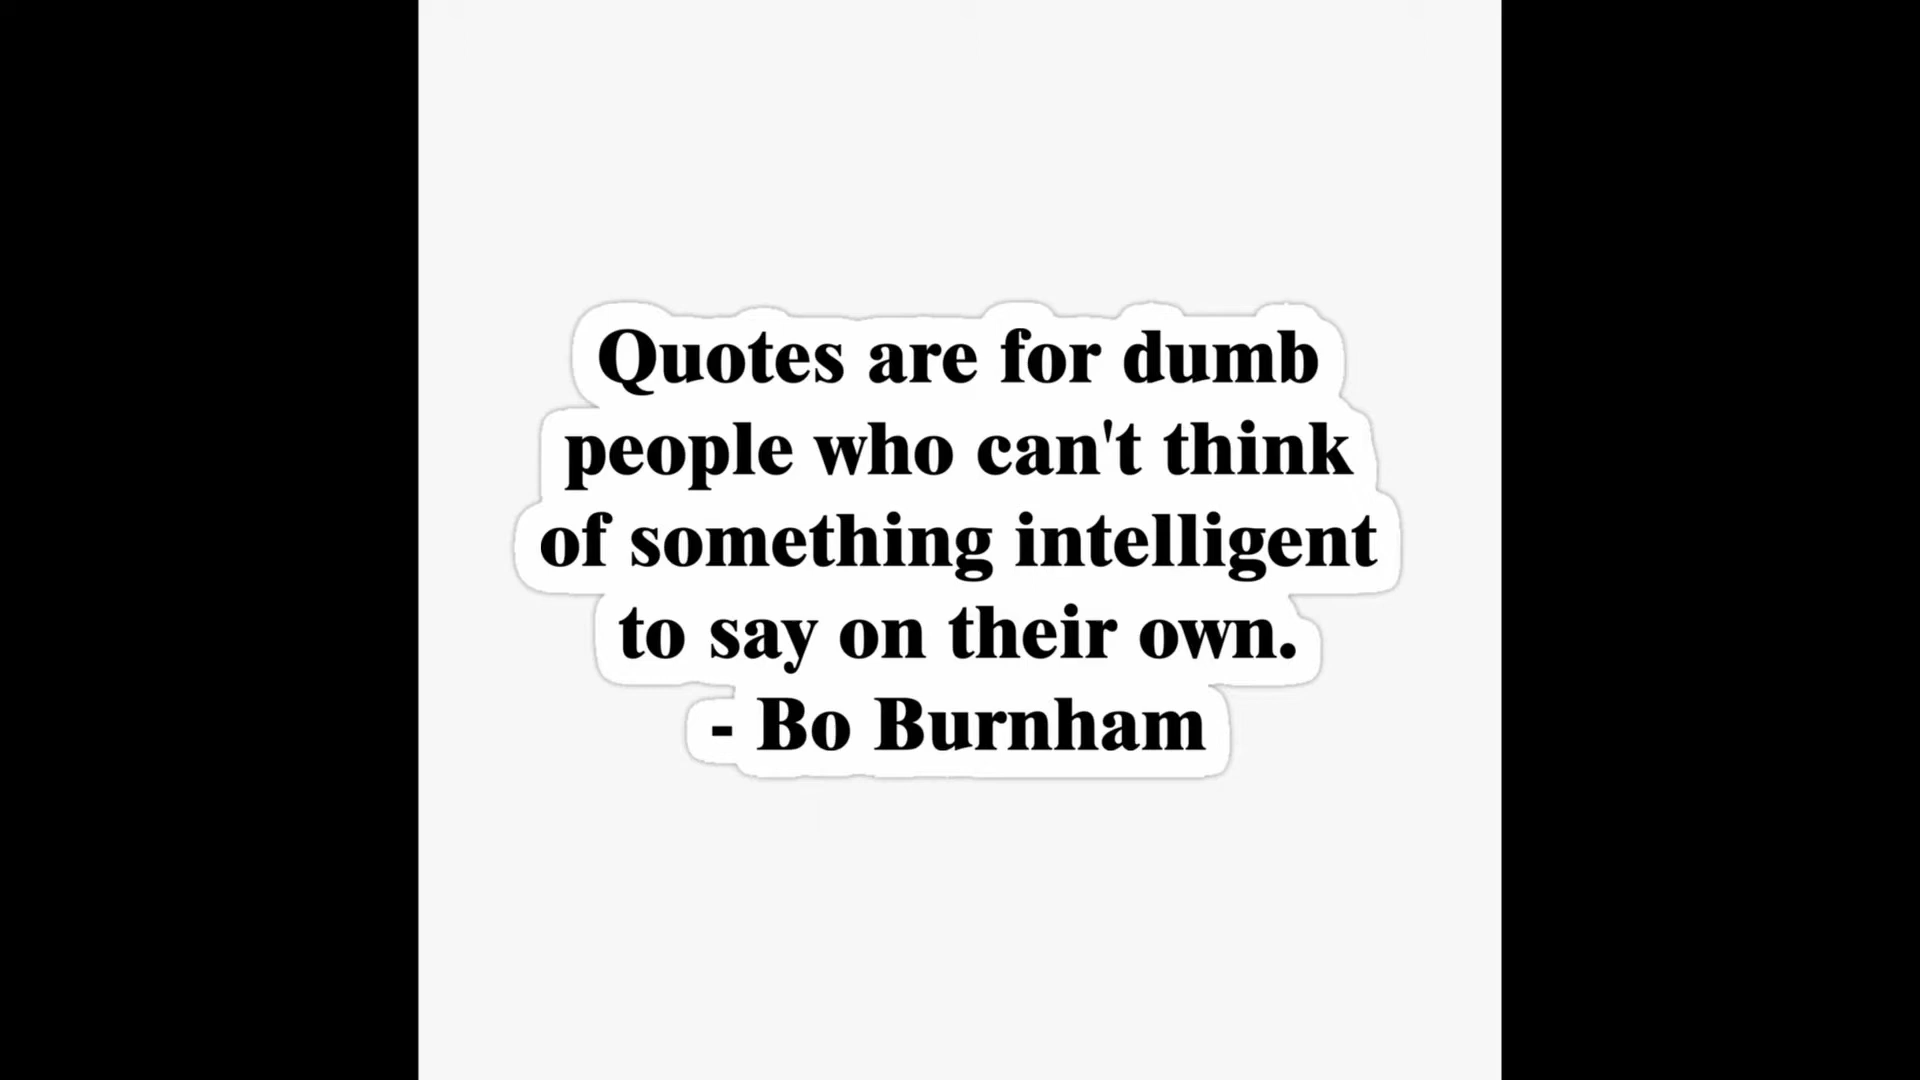 Quotes are for dumb
people who can't think
of something intelligent
to say on their own.
- Bo Burnham